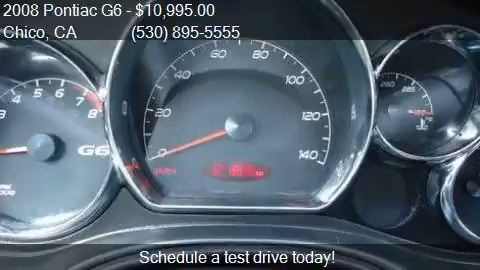 2008 Pontiac G6 - $10,995.00
Chico, CA (530) 895-5555
4 5 6 7 8
G6
0 20 40 60 80 100 120 140
260
Schedule a test drive today!